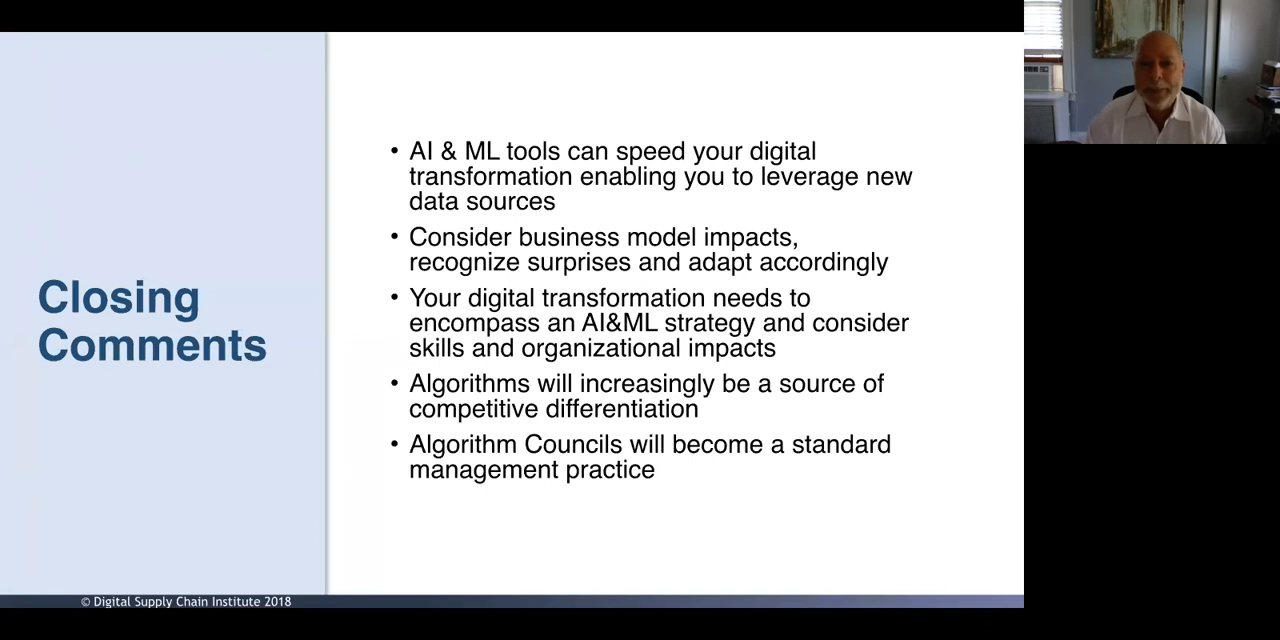 Closing
Comments
• AI & ML tools can speed your digital
transformation enabling you to leverage new
data sources
• Consider business model impacts,
recognize surprises and adapt accordingly
• Your digital transformation needs to
encompass an AI&ML strategy and consider
skills and organizational impacts
• Algorithms will increasingly be a source of
competitive differentiation
• Algorithm Councils will become a standard
management practice
© Digital Supply Chain Institute 2018